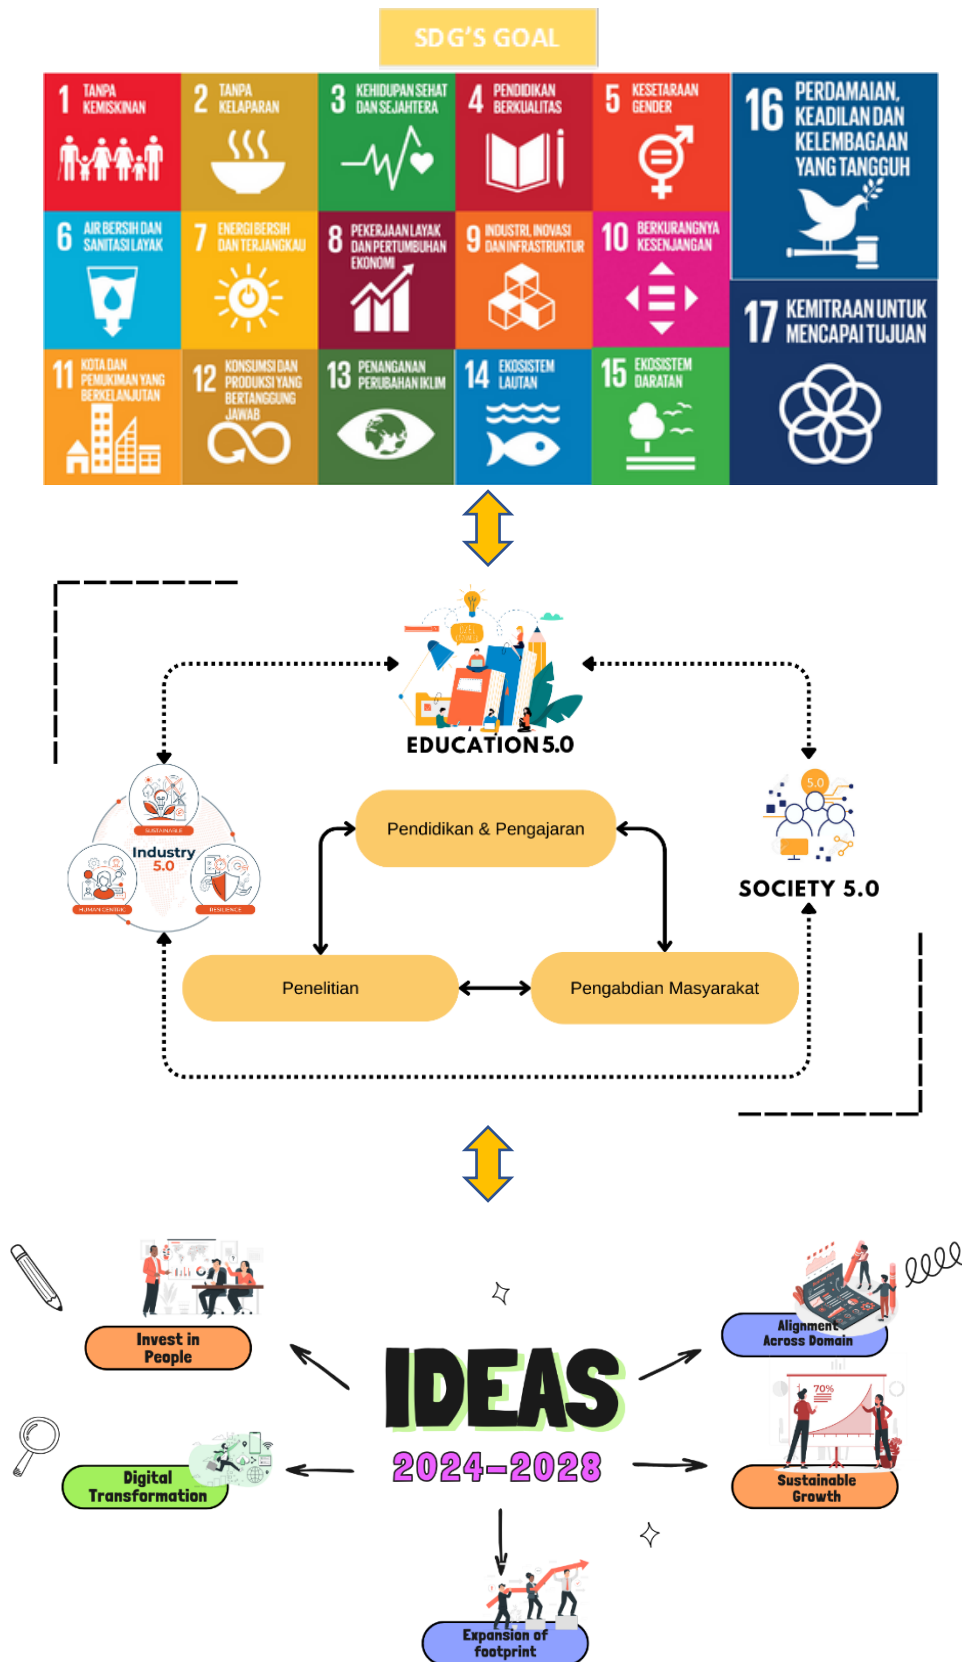 SDG'S GOAL
1 TANPA
KEMISKINAN
2 TANPA
KELAPARAN
3 KEHIDUPAN SEHAT
DAN SEJAHTERA
4 PENDIDIKAN
BERKUALITAS
5 KESETARAAN
GENDER
6 AIR BERSIH DAN
SANITASI LAYAK
7 ENERGI BERSIH
DAN TERJANGKAU
8 PEKERJAAN LAYAK
DAN PERTUMBUHAN
EKONOMI
9 INDUSTRI, INOVASI
DAN INFRASTRUKTUR
10 BERKURANGNYA
KESENJANGAN
11 KOTA DAN
PEMUKIMAN YANG
BERKELANJUTAN
12 KONSUMSI DAN
PRODUKSI YANG
BERTANGGUNG
JAWAB
13 PENANGANAN
PERUBAHAN IKLIM
14 EKOSISTEM
LAUTAN
15 EKOSISTEM
DARATAN
16 PERDAMAIAN,
KEADILAN DAN
KELEMBAGAAN
YANG TANGGUH
17 KEMITRAAN UNTUK
MENCAPAI TUJUAN
EDUCATION 5.0
SUSTAINABLE
Industry
5.0
HUMAN CENTRIC
RESILIENCE
5.0
SOCIETY 5.0
Pendidikan & Pengajaran
Penelitian
Pengabdian Masyarakat
Invest in
People
Alignment
Across Domain
IDEAS
2024-2028
70%
Digital
Transformation
Sustainable
Growth
Expansion of
footprint